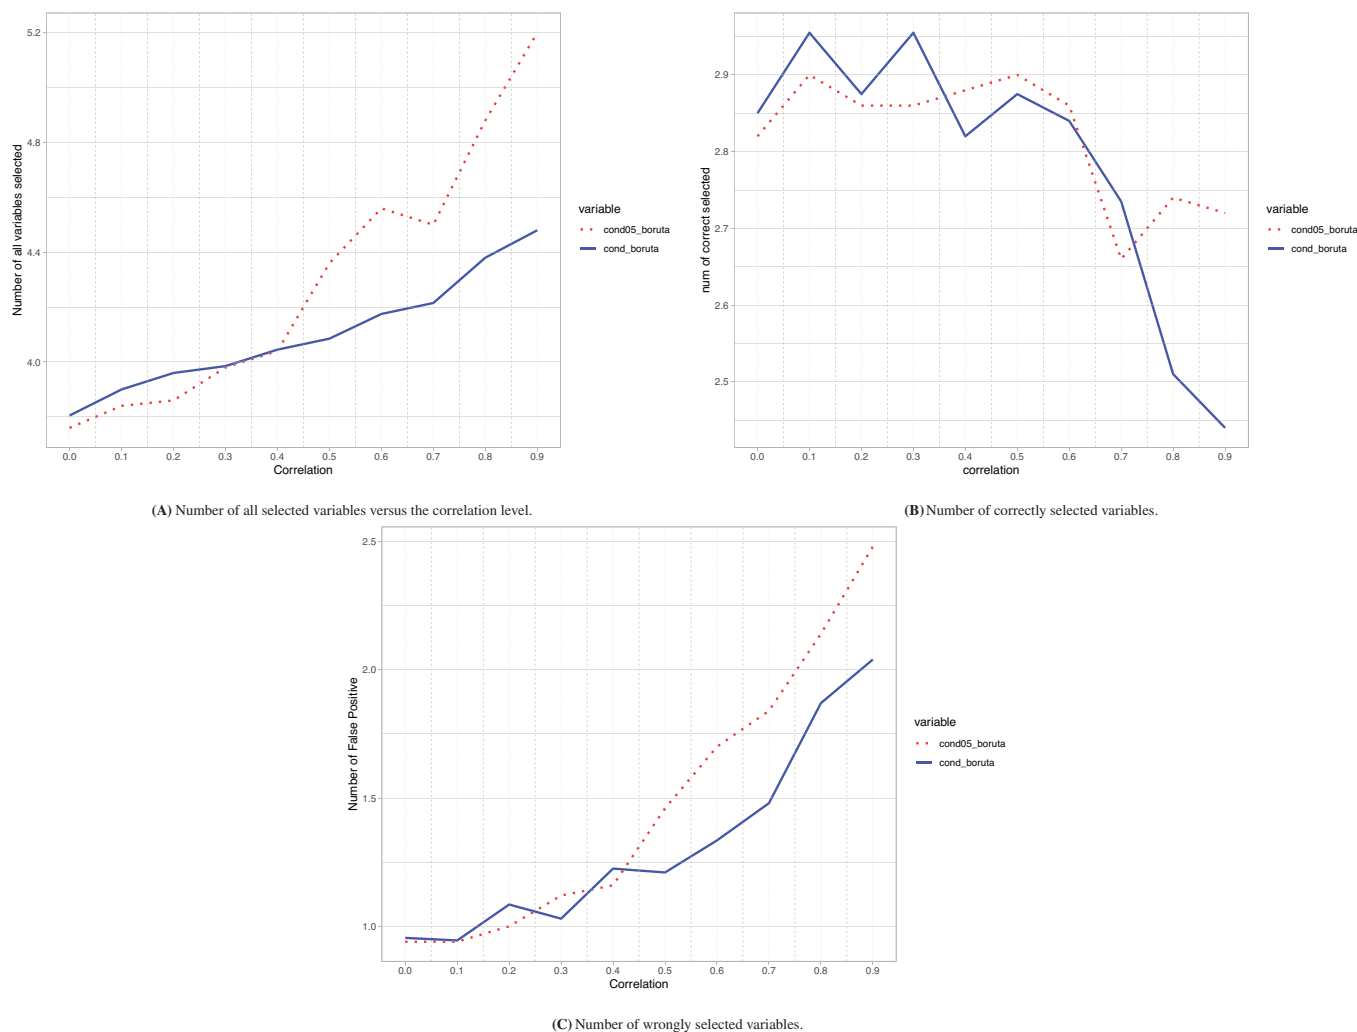 5.2
4.8
4.4
4.0
Number of all variables selected
0.0 0.1 0.2 0.3 0.4 0.5 0.6 0.7 0.8 0.9
Correlation
variable
cond05_boruta
cond_boruta
(A) Number of all selected variables versus the correlation level.
2.9
2.8
2.7
2.6
2.5
num of correct selected
0.0 0.1 0.2 0.3 0.4 0.5 0.6 0.7 0.8 0.9
correlation
variable
cond05_boruta
cond_boruta
(B) Number of correctly selected variables.
2.5
2.0
1.5
1.0
Number of False Positive
0.0 0.1 0.2 0.3 0.4 0.5 0.6 0.7 0.8 0.9
Correlation
variable
cond05_boruta
cond_boruta
(C) Number of wrongly selected variables.